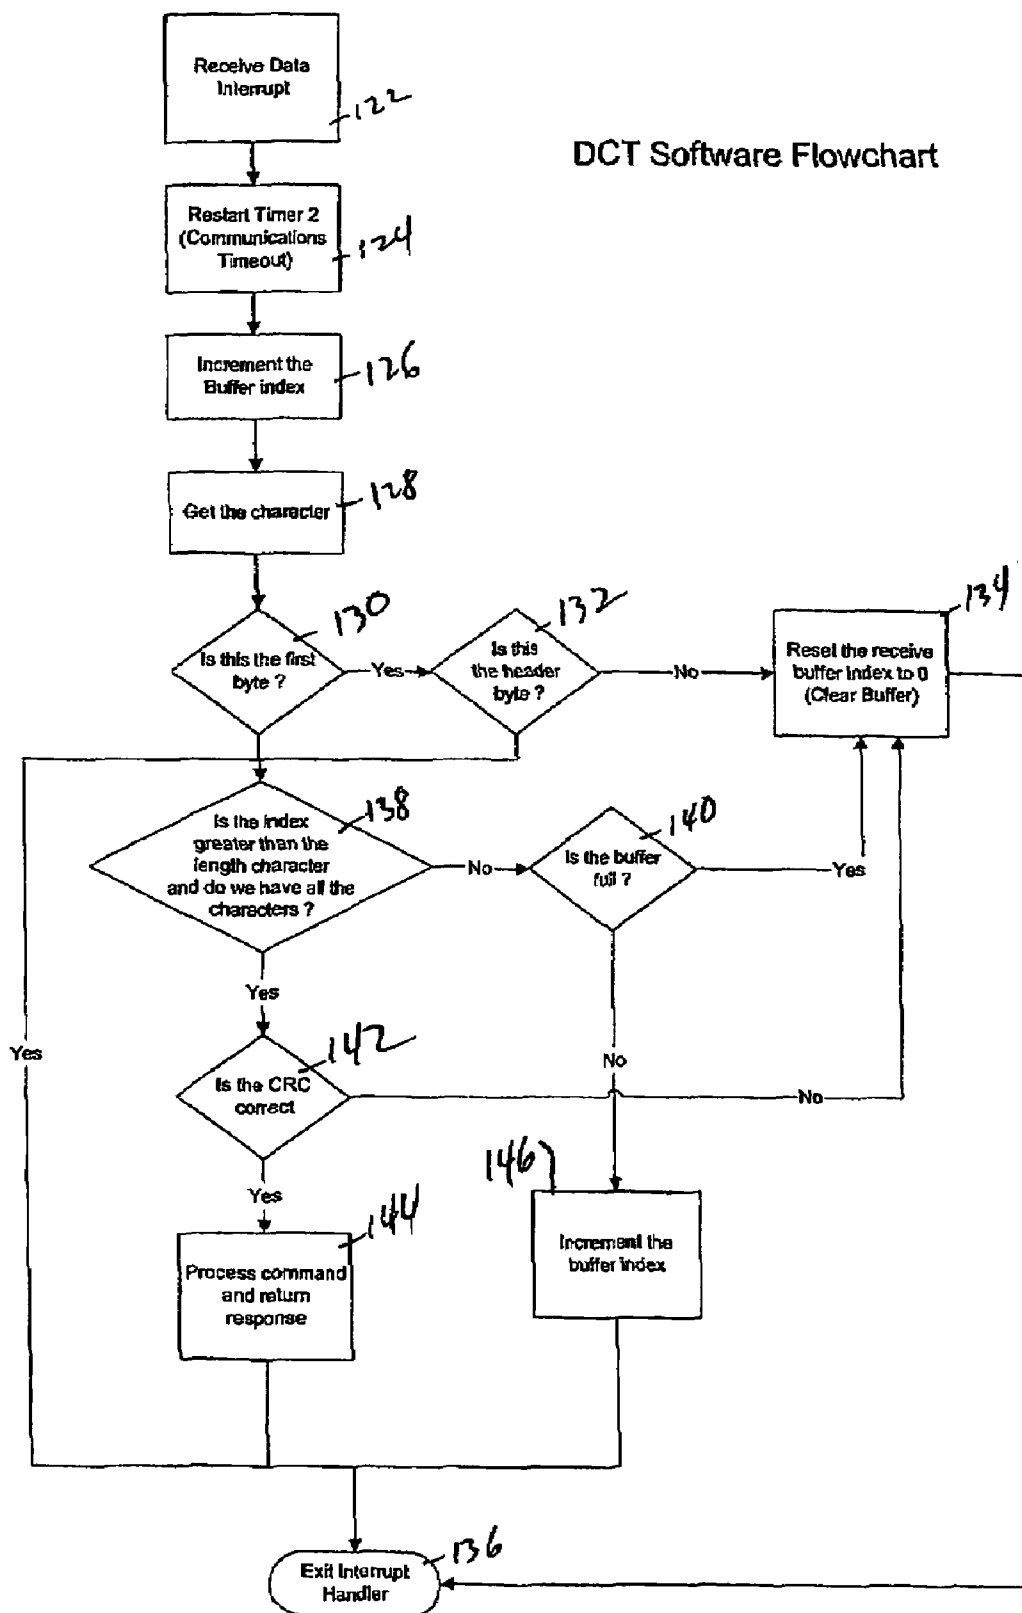 Receive Data
Interrupt
122
DCT Software Flowchart
Restart Timer 2
(Communications
Timeout)
124
Increment the
Buffer index
126
Get the character
128
130
Is this the first
byte ?
Yes
132
Is this
the header
byte ?
No
134
Reset the receive
buffer index to 0
(Clear Buffer)
138
Is the index
greater than the
length character
and do we have all the
characters ?
No
140
Is the buffer
full ?
Yes
Yes
Yes
No
142
Is the CRC
correct
No
Yes
144
Process command
and return
response
146
Increment the
buffer index
136
Exit Interrupt
Handler